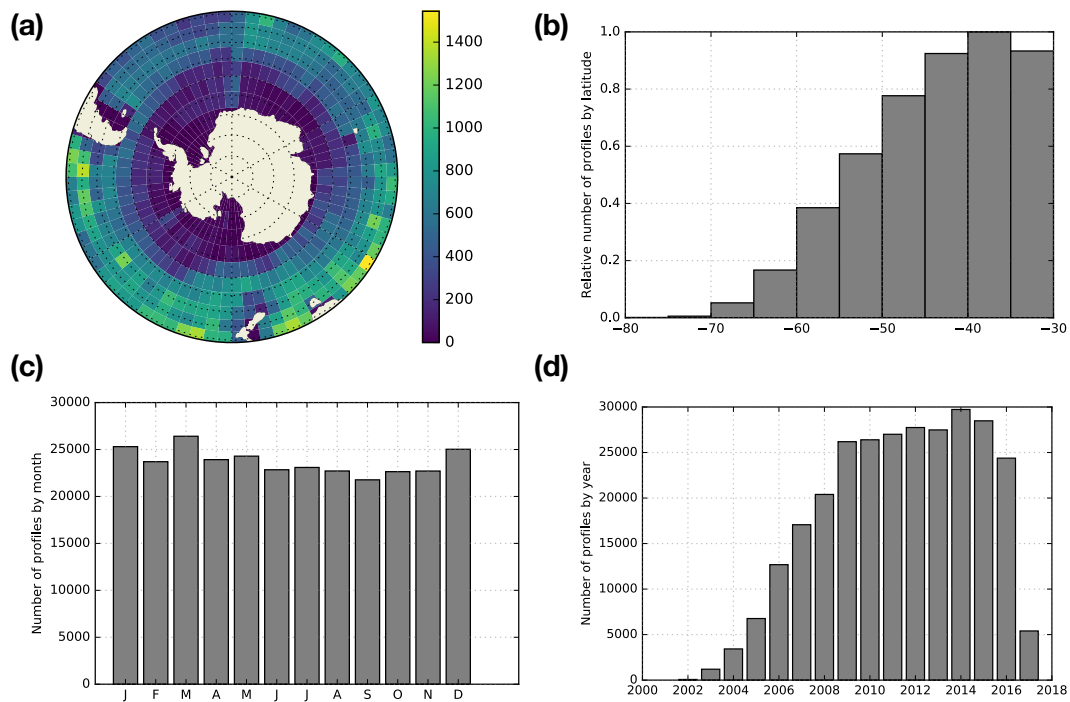 (a)
1400
1200
1000
800
600
400
200
0
(b)
Relative number of profiles by latitude
1.0
0.8
0.6
0.4
0.2
0.0
−80 −70 −60 −50 −40 −30
(c)
Number of profiles by month
30000
25000
20000
15000
10000
5000
0
J F M A M J J A S O N D
(d)
Number of profiles by year
30000
25000
20000
15000
10000
5000
0
2000 2002 2004 2006 2008 2010 2012 2014 2016 2018